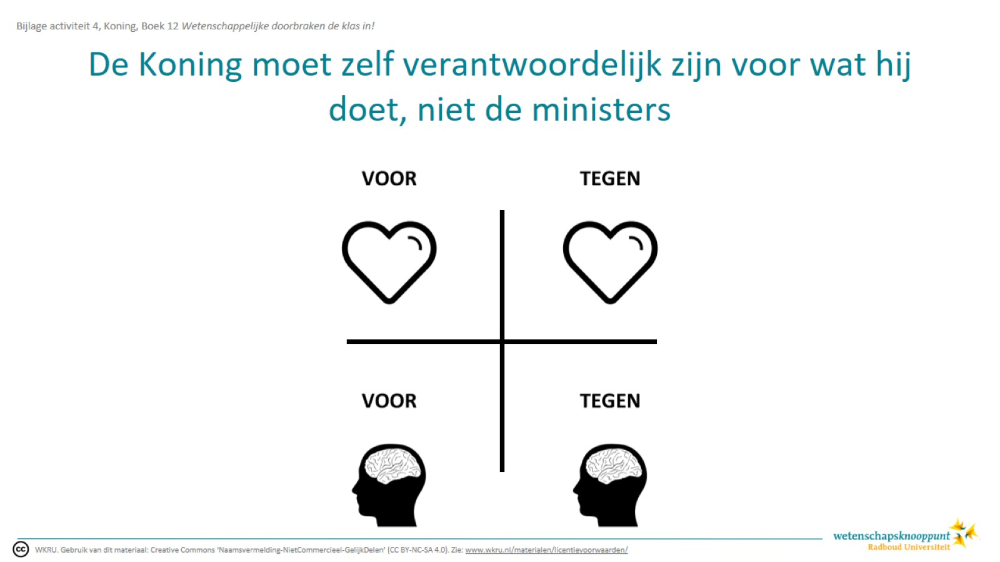 Bijlage activiteit 4, Koning, Boek 12 Wetenschappelijke doorbraken de klas in!
De Koning moet zelf verantwoordelijk zijn voor wat hij
doet, niet de ministers
VOOR TEGEN
VOOR TEGEN
wetenschapsknooppunt
Radboud Universiteit
cc WKRU. Gebruik van dit materiaal: Creative Commons ‘Naamsvermelding-NietCommercieel-GelijkDelen’ (CC BY-NC-SA 4.0). Zie: www.wkru.nl/materialen/licentievoorwaarden/